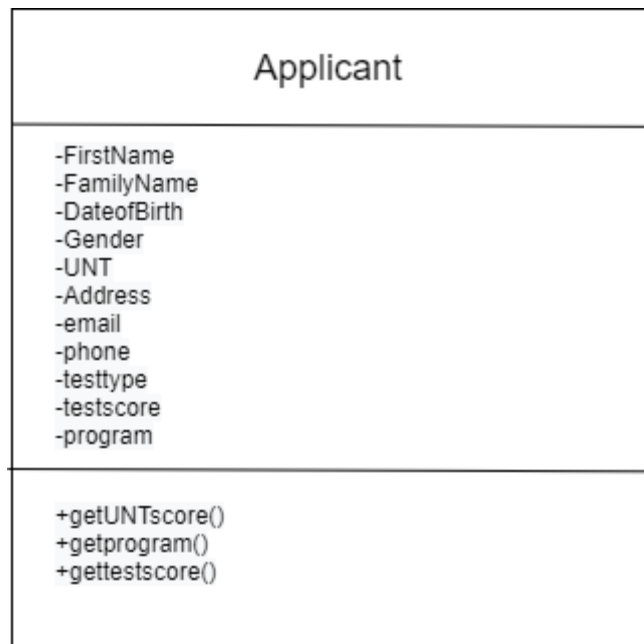 Applicant
-FirstName
-FamilyName
-DateofBirth
-Gender
-UNT
-Address
-email
-phone
-testtype
-testscore
-program
+getUNTscore()
+getprogram()
+gettestscore()